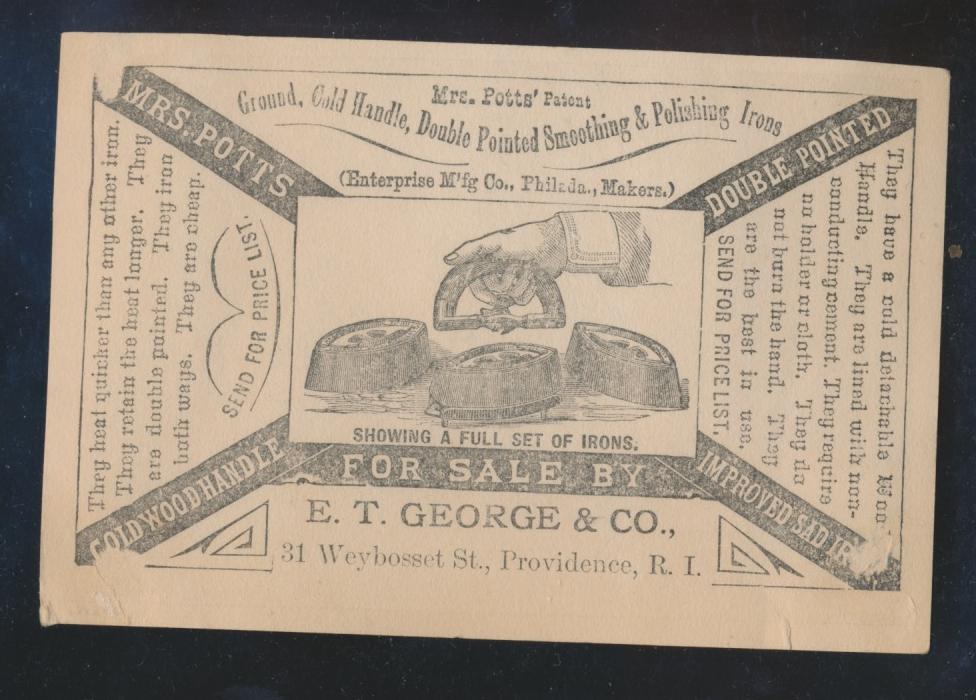 MRS. POTTS
DOUBLE POINTED
Mrs. Potts' Patent
Ground, Cold Handle, Double Pointed Smoothing & Polishing Irons
(Enterprise M'fg Co., Philada., Makers.)
They heat quicker than any other iron.
They retain the heat longer. They
are double pointed. They iron
both ways. They are cheap.
SEND FOR PRICE LIST.
They have a cold detachable Wood
Handle. They are lined with non-
conducting cement. They require
no holder or cloth. They do
not burn the hand. They
are the best in use.
SEND FOR PRICE LIST.
SHOWING A FULL SET OF IRONS.
COLD WOOD HANDLE
IMPROVED SAD
FOR SALE BY
E. T. GEORGE & CO.,
31 Weybosset St., Providence, R. I.